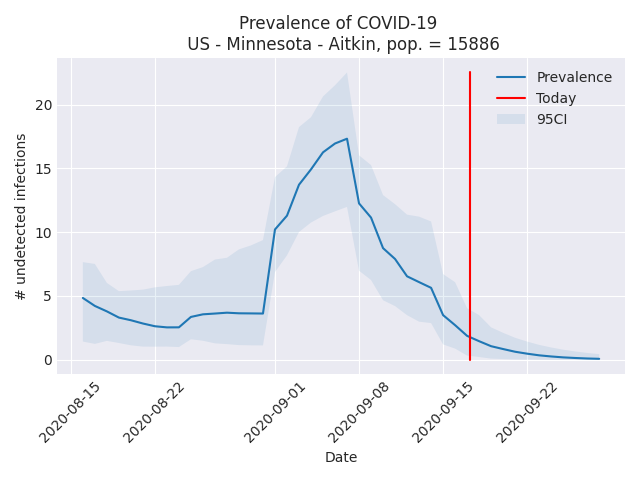 Prevalence of COVID-19
US - Minnesota - Aitkin, pop. = 15886
Prevalence
Today
95CI
# undetected infections
20
15
10
5
0
2020-08-15
2020-08-22
2020-09-01
2020-09-08
2020-09-15
2020-09-22
Date